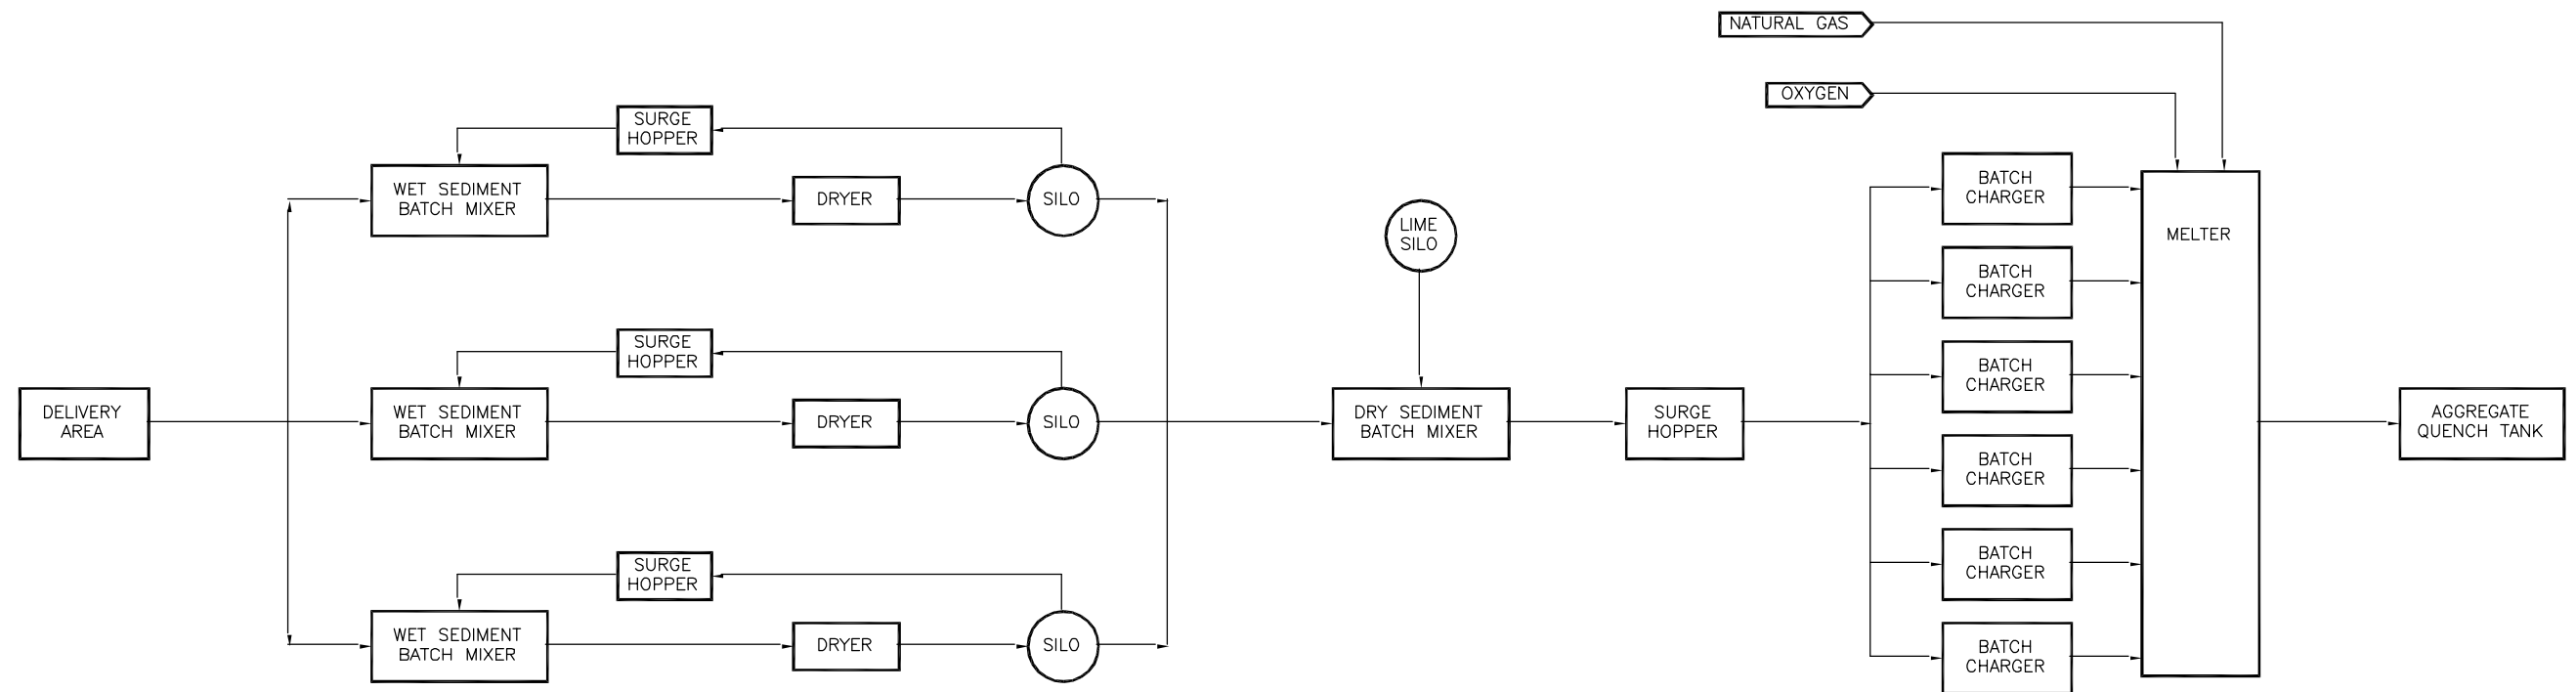 NATURAL GAS
OXYGEN
SURGE
HOPPER
WET SEDIMENT
BATCH MIXER
DRYER
SILO
SURGE
HOPPER
DELIVERY
AREA
WET SEDIMENT
BATCH MIXER
DRYER
SILO
SURGE
HOPPER
WET SEDIMENT
BATCH MIXER
DRYER
SILO
LIME
SILO
DRY SEDIMENT
BATCH MIXER
SURGE
HOPPER
BATCH
CHARGER
BATCH
CHARGER
BATCH
CHARGER
BATCH
CHARGER
BATCH
CHARGER
BATCH
CHARGER
MELTER
AGGREGATE
QUENCH TANK